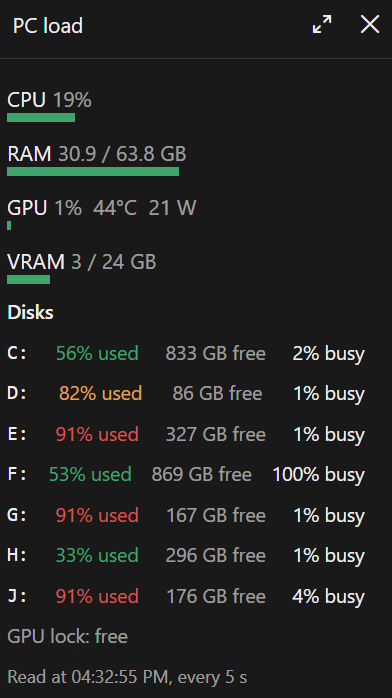 PC load
CPU 19%
RAM 30.9 / 63.8 GB
GPU 1% 44°C 21 W
VRAM 3 / 24 GB
Disks
C: 56% used 833 GB free 2% busy
D: 82% used 86 GB free 1% busy
E: 91% used 327 GB free 1% busy
F: 53% used 869 GB free 100% busy
G: 91% used 167 GB free 1% busy
H: 33% used 296 GB free 1% busy
J: 91% used 176 GB free 4% busy
GPU lock: free
Read at 04:32:55 PM, every 5 s